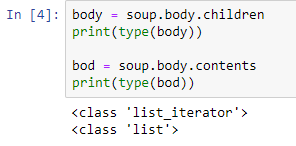 In [4]: body = soup.body.children
print(type(body))
bod = soup.body.contents
print(type(bod))
<class 'list_iterator'>
<class 'list'>